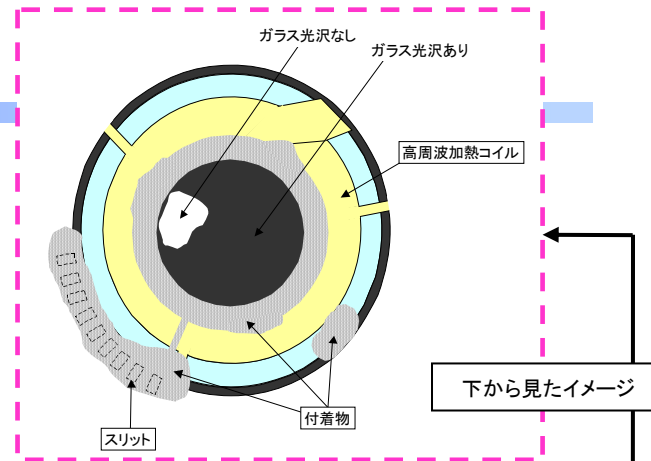 ガラス光沢なし
ガラス光沢あり
高周波加熱コイル
下から見たイメージ
付着物
スリット